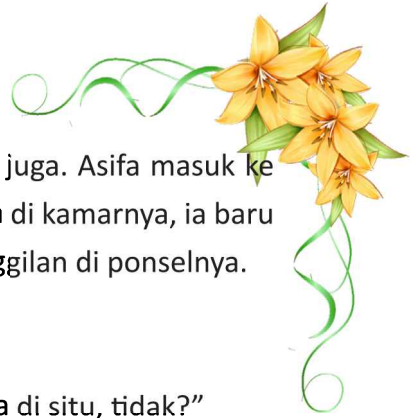 juga. Asifa masuk ke
di kamarnya, ia baru
ggilan di ponselnya.
a di situ, tidak?”